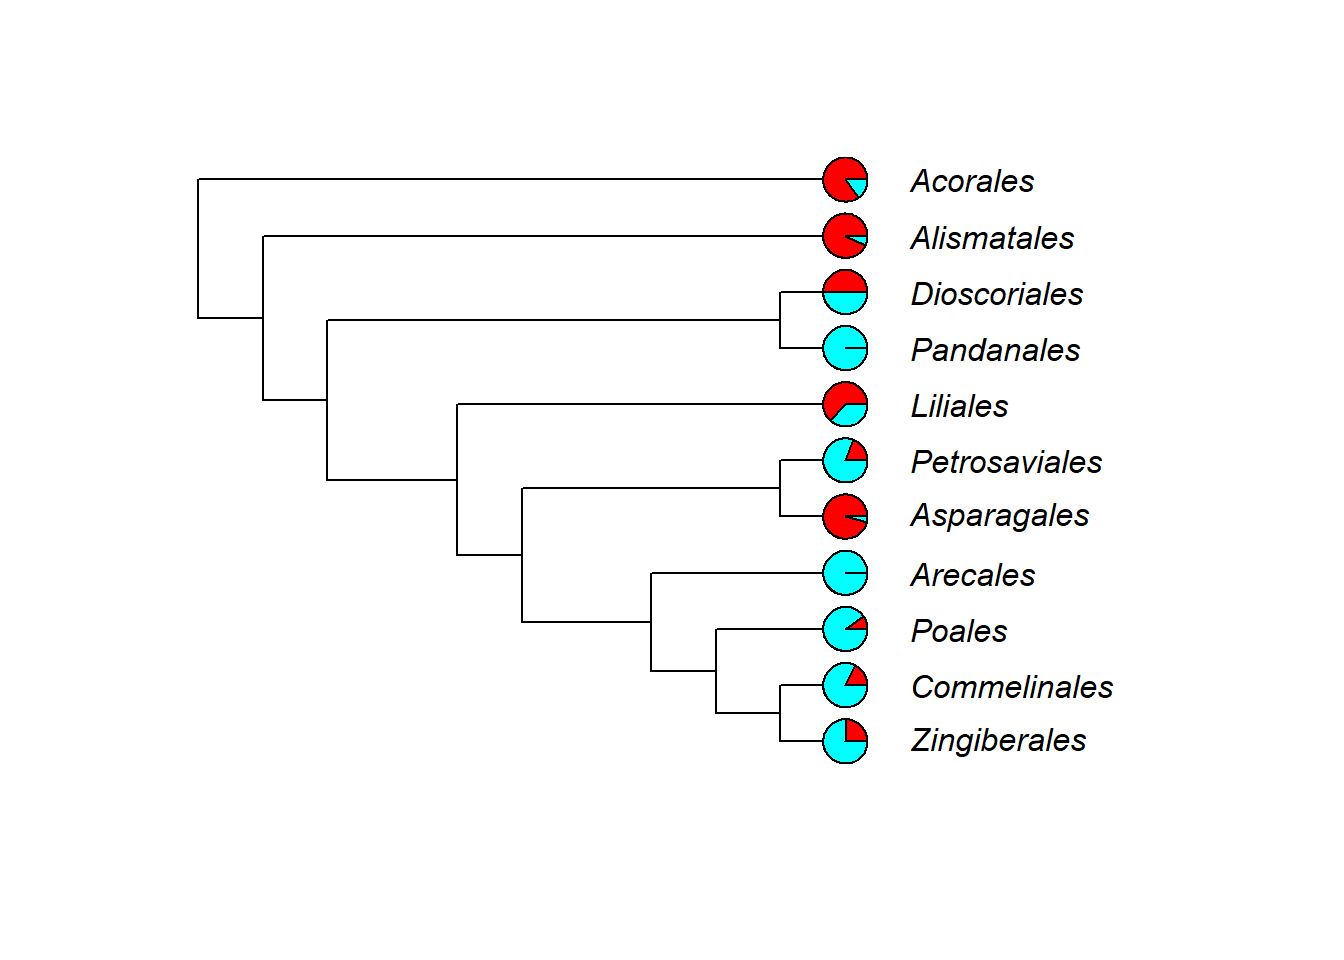 Acorales
Alismatales
Dioscoriales
Pandanales
Liliales
Petrosaviales
Asparagales
Arecales
Poales
Commelinales
Zingiberales